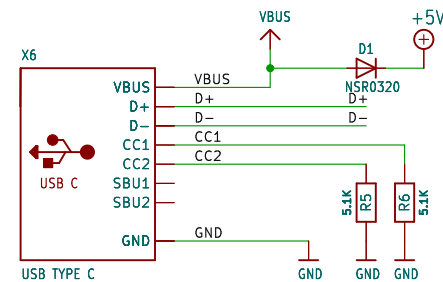 VBUS
+5V
X6
D1
NSR0320
VBUS VBUS
D+ D+ D+
D- D- D-
CC1 CC1
CC2 CC2
USB C
SBU1
SBU2
5.1K R5 5.1K R6
GND GND
USB TYPE C
GND GND GND